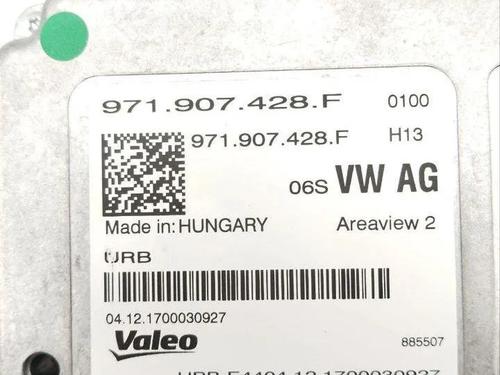 971.907.428.F 0100
971.907.428.F H13
06S VW AG
Made in: HUNGARY Areaview 2
URB
04.12.1700030927
Valeo 885507